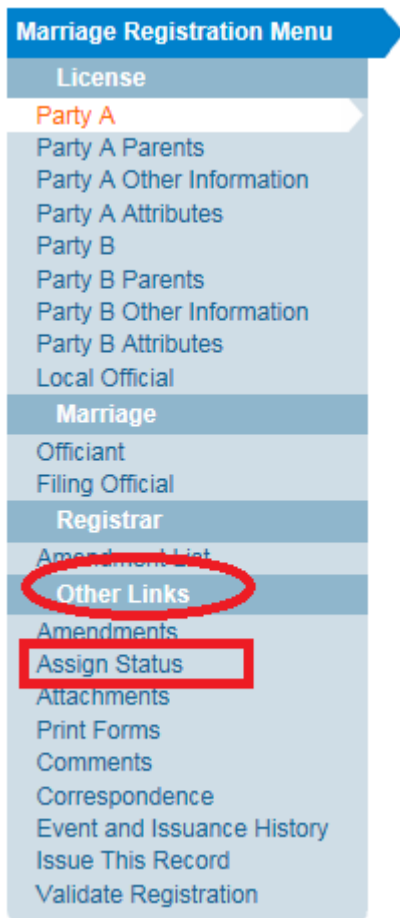 Marriage Registration Menu
License
Party A
Party A Parents
Party A Other Information
Party A Attributes
Party B
Party B Parents
Party B Other Information
Party B Attributes
Local Official
Marriage
Officiant
Filing Official
Registrar
Amendment List
Other Links
Amendments
Assign Status
Attachments
Print Forms
Comments
Correspondence
Event and Issuance History
Issue This Record
Validate Registration